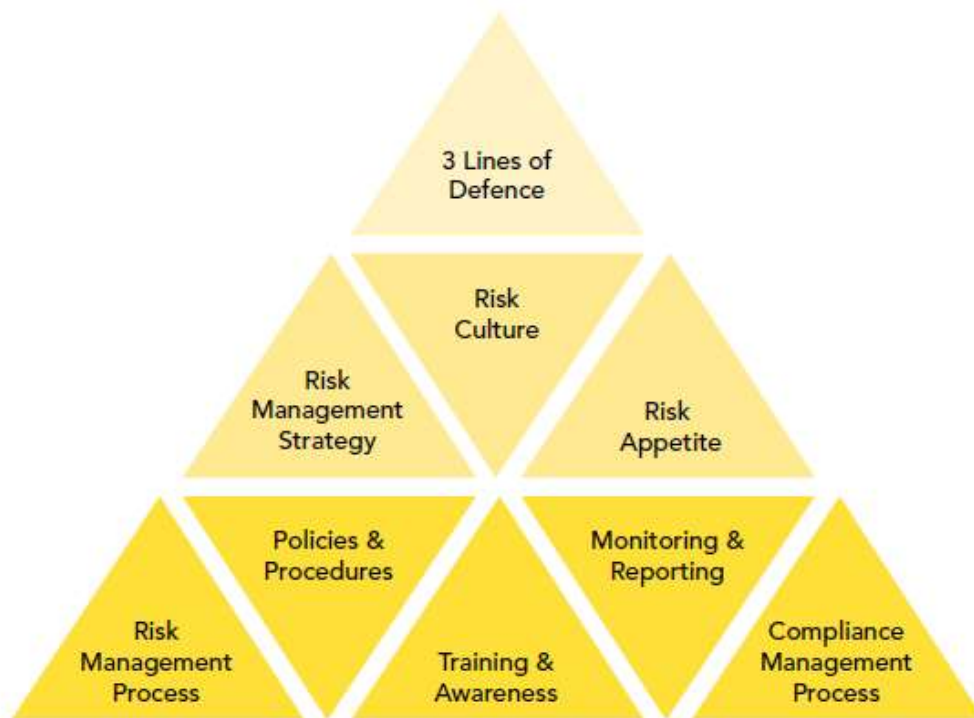 3 Lines of
Defence
Risk
Culture
Risk
Management
Strategy
Risk
Appetite
Policies &
Procedures
Monitoring &
Reporting
Risk
Management
Process
Training &
Awareness
Compliance
Management
Process